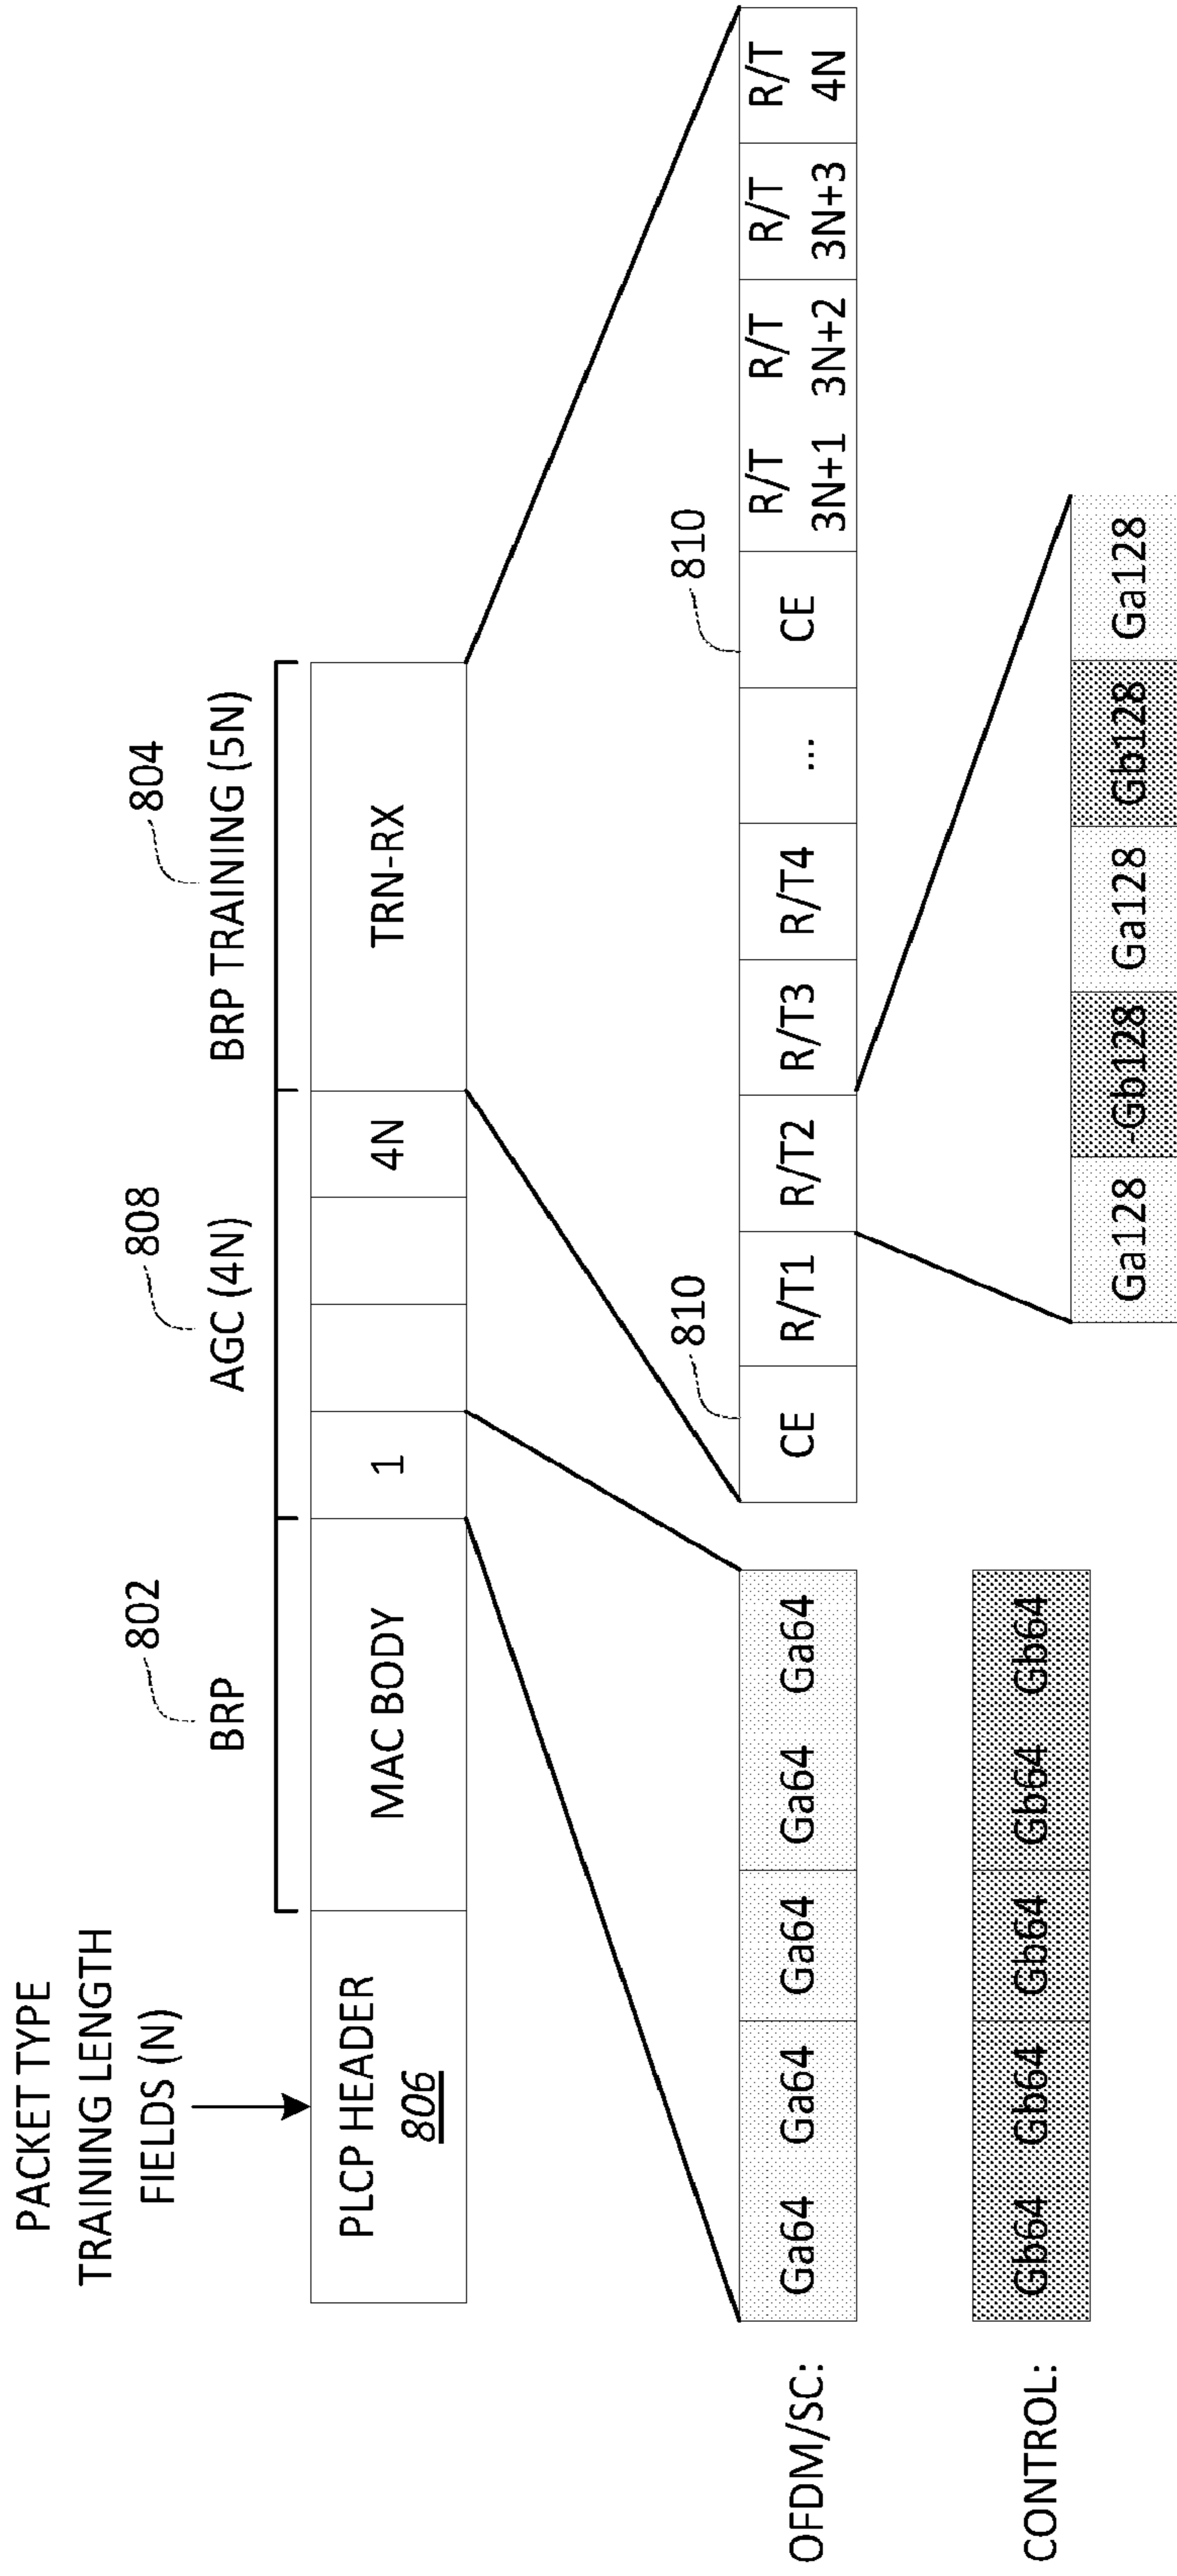 PACKET TYPE
TRAINING LENGTH
FIELDS (N)
802
808
804
BRP
AGC (4N)
BRP TRAINING (5N)
PLCP HEADER
806
MAC BODY
1
4N
TRN-RX
810
810
OFDM/SC:
Ga64 Ga64 Ga64 Ga64 Ga64
CE R/T1 R/T2 R/T3 R/T4 ... CE R/T 3N+1 R/T 3N+2 R/T 3N+3 R/T 4N
CONTROL:
Gb64 Gb64 Gb64 Gb64 Gb64
Ga128 -Gb128 Ga128 Gb128 Ga128